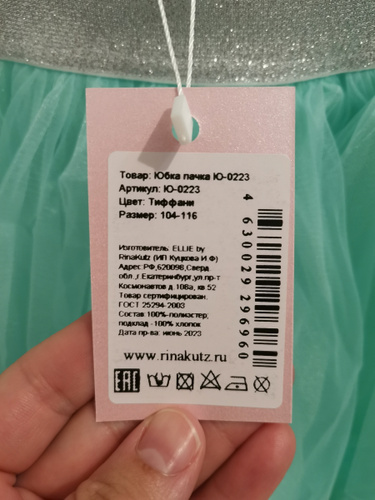 Товар: Юбка пачка Ю-0223
Артикул: Ю-0223
Цвет: Тиффани
Размер: 104-116
Изготовитель: ELLIE by
RinaKutz (ИП Куцкова И Ф)
Адрес:РФ,620098,Сверд
обл.,г.Екатеринбург,ул.пр-т
Космонавтов д.108а, кв 52
Товар сертифицирован.
ГОСТ 25294-2003
Состав:100%-полиэстер;
подклад -100% хлопок
Дата пр-ва: июнь 2023
www.rinakutz.ru
EAC
4 630029 296960